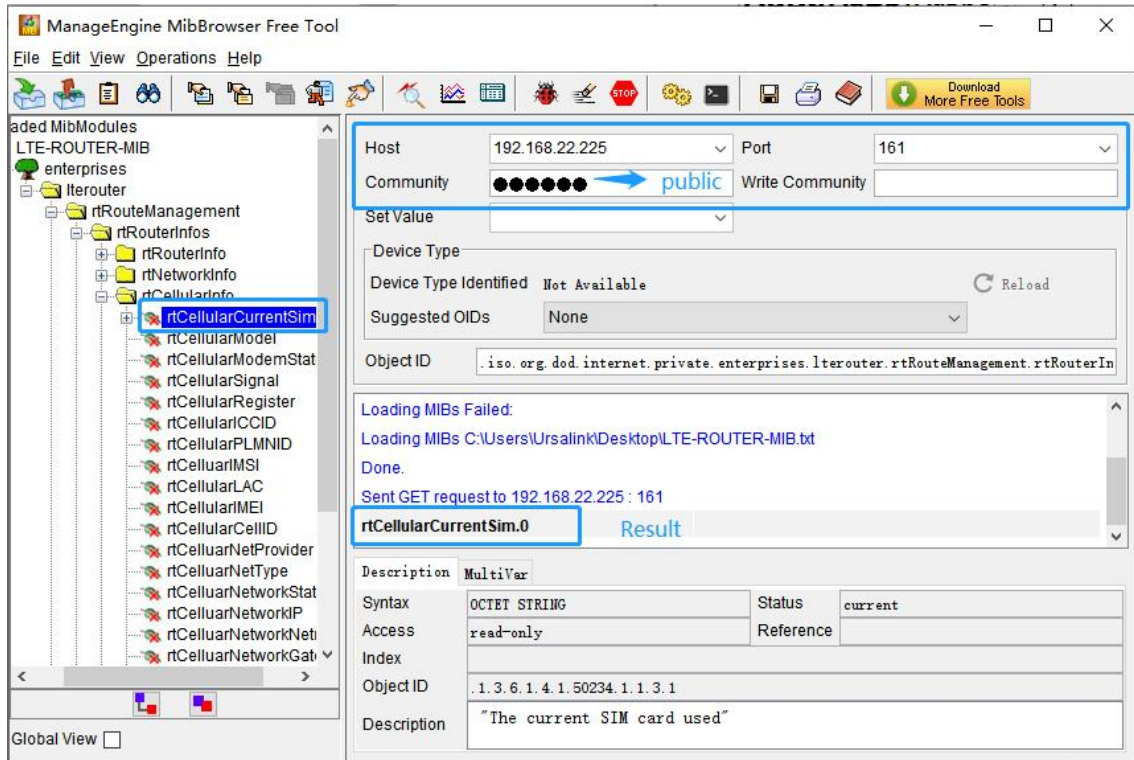 ManageEngine MibBrowser Free Tool
File Edit View Operations Help
STOP
Download
More Free Tools
aded MibModules
LTE-ROUTER-MIB
enterprises
lterouter
rtRouteManagement
rtRouterInfos
rtRouterInfo
rtNetworkInfo
rtCellularInfo
rtCellularCurrentSim
rtCellularModel
rtCellularModemStat
rtCellularSignal
rtCellularRegister
rtCellularICCID
rtCellularPLMNID
rtCelluarIMSI
rtCellularLAC
rtCellularIMEI
rtCellularCellID
rtCelluarNetProvider
rtCelluarNetType
rtCelluarNetworkStat
rtCelluarNetworkIP
rtCelluarNetworkNet
rtCelluarNetworkGat
Global View
Host 192.168.22.225 Port 161
Community ●●●●●● public Write Community
Set Value
Device Type
Device Type Identified Not Available Reload
Suggested OIDs None
Object ID .iso.org.dod.internet.private.enterprises.lterouter.rtRouteManagement.rtRouterIn
Loading MIBs Failed:
Loading MIBs C:\Users\Ursalink\Desktop\LTE-ROUTER-MIB.txt
Done.
Sent GET request to 192.168.22.225 : 161
rtCellularCurrentSim.0 Result
Description MultiVar
Syntax OCTET STRING Status current
Access read-only Reference
Index
Object ID .1.3.6.1.4.1.50234.1.1.3.1
Description "The current SIM card used"